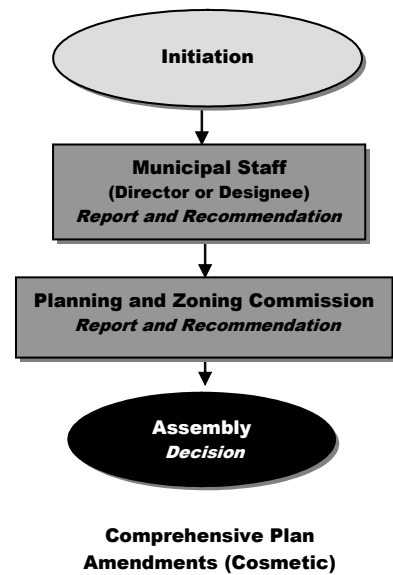 Initiation
Municipal Staff
(Director or Designee)
Report and Recommendation
Planning and Zoning Commission
Report and Recommendation
Assembly
Decision
Comprehensive Plan
Amendments (Cosmetic)